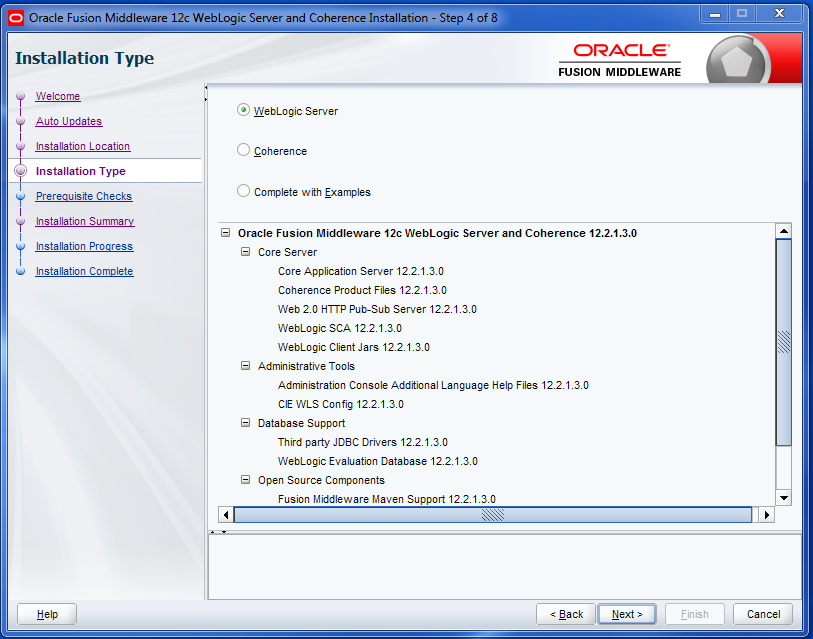 Oracle Fusion Middleware 12c WebLogic Server and Coherence Installation - Step 4 of 8
Installation Type
ORACLE
FUSION MIDDLEWARE
Welcome
Auto Updates
Installation Location
Installation Type
Prerequisite Checks
Installation Summary
Installation Progress
Installation Complete
WebLogic Server
Coherence
Complete with Examples
Oracle Fusion Middleware 12c WebLogic Server and Coherence 12.2.1.3.0
Core Server
Core Application Server 12.2.1.3.0
Coherence Product Files 12.2.1.3.0
Web 2.0 HTTP Pub-Sub Server 12.2.1.3.0
WebLogic SCA 12.2.1.3.0
WebLogic Client Jars 12.2.1.3.0
Administrative Tools
Administration Console Additional Language Help Files 12.2.1.3.0
CIE WLS Config 12.2.1.3.0
Database Support
Third party JDBC Drivers 12.2.1.3.0
WebLogic Evaluation Database 12.2.1.3.0
Open Source Components
Fusion Middleware Maven Support 12.2.1.3.0
Help
< Back
Next >
Finish
Cancel